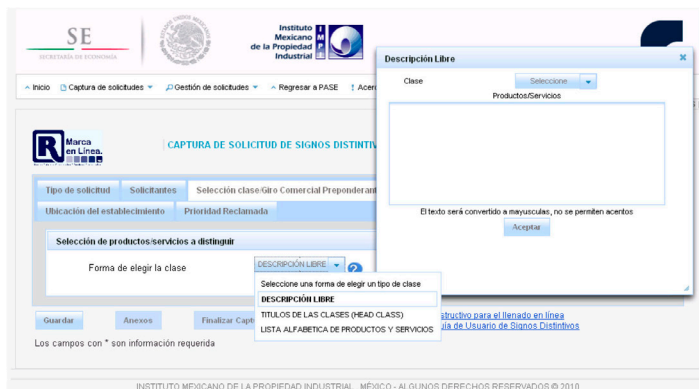 SE
SECRETARÍA DE ECONOMÍA
ESTADOS UNIDOS MEXICANOS
Instituto
Mexicano
de la Propiedad
Industrial
IMPI
Inicio Captura de solicitudes Gestión de solicitudes Regresar a PASE Acer
Marca
en Línea.
CAPTURA DE SOLICITUD DE SIGNOS DISTINTIV
Tipo de solicitud Solicitantes Selección clase/Giro Comercial Preponderant
Ubicación del establecimiento Prioridad Reclamada
Selección de productos/servicios a distinguir
Forma de elegir la clase DESCRIPCIÓN LIBRE
Seleccione una forma de elegir un tipo de clase
DESCRIPCIÓN LIBRE
TITULOS DE LAS CLASES (HEAD CLASS)
LISTA ALFABETICA DE PRODUCTOS Y SERVICIOS
Guardar Anexos Finalizar Capt
Los campos con * son información requerida
Descripción Libre
Clase Seleccione
Productos/Servicios
El texto será convertido a mayusculas, no se permiten acentos
Aceptar
structivo para el llenado en línea
uía de Usuario de Signos Distintivos
INSTITUTO MEXICANO DE LA PROPIEDAD INDUSTRIAL MÉXICO - ALGUNOS DERECHOS RESERVADOS © 2010